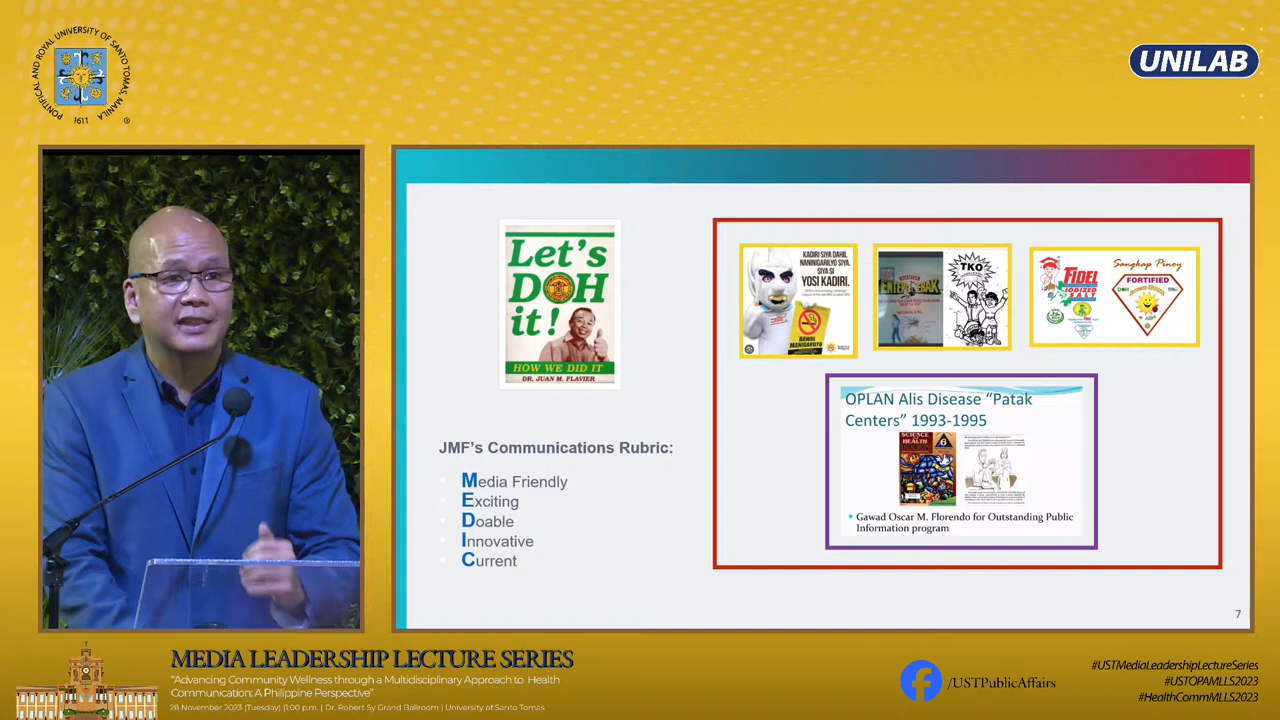 PONTIFICAL AND ROYAL UNIVERSITY OF SANTO TOMAS, MANILA
1611
UNILAB
Let's
DOH
it!
HOW WE DID IT
DR. JUAN M. FLAVIER
JMF's Communications Rubric:
Media Friendly
Exciting
Doable
Innovative
Current
KADIRI SIYA DAHIL
NANINIGARILYO SIYA.
SIYA SI
YOSI KADIRI.
BAWAL
MANIGARILYO
TKO
FIDEL
IODIZED
SALT
Sangkap Pinoy
FORTIFIED
DOH
OPLAN Alis Disease “Patak
Centers” 1993-1995
SCIENCE
HEALTH
6
• Gawad Oscar M. Florendo for Outstanding Public
Information program
7
MEDIA LEADERSHIP LECTURE SERIES
“Advancing Community Wellness through a Multidisciplinary Approach to Health
Communication: A Philippine Perspective”
28 November 2023 |Tuesday| |1:00 p.m. | Dr. Robert Sy Grand Ballroom | University of Santo Tomas
/USTPublicAffairs
#USTMediaLeadershipLectureSeries
#USTOPAMLLS2023
#HealthCommMLLS2023